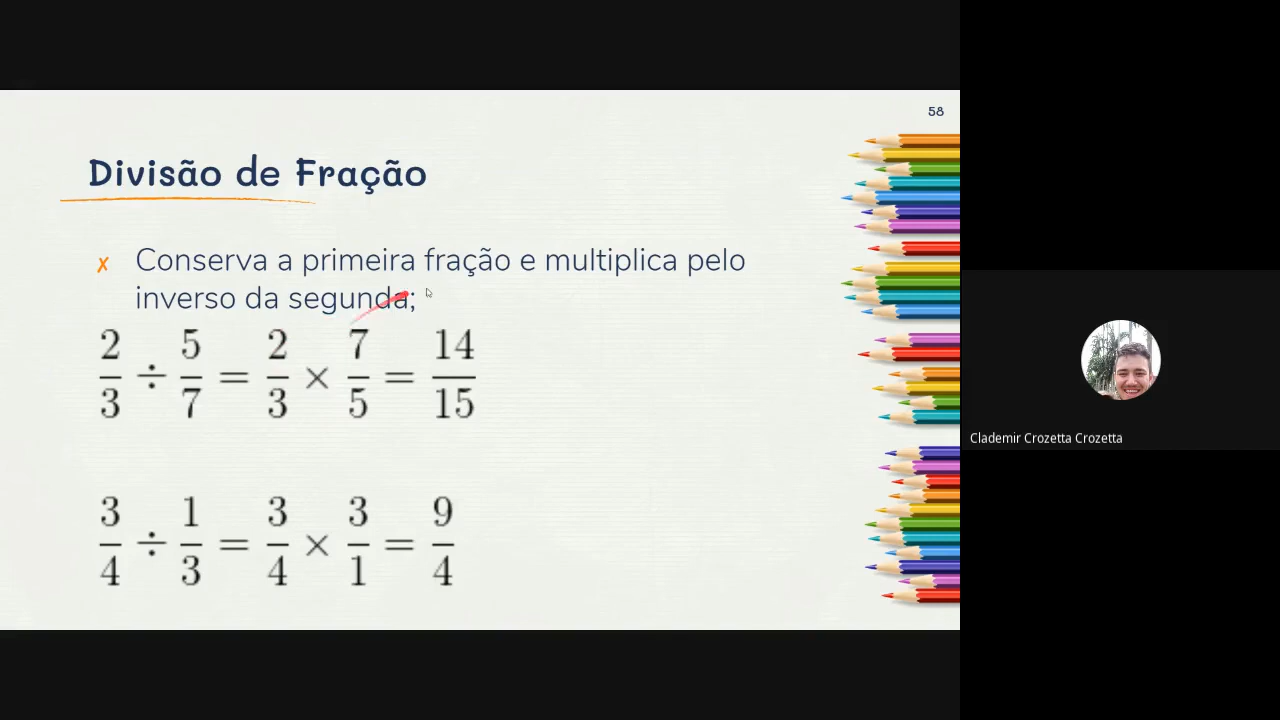 58
Divisão de Fração
✗ Conserva a primeira fração e multiplica pelo
inverso da segunda;
2/3 ÷ 5/7 = 2/3 × 7/5 = 14/15
3/4 ÷ 1/3 = 3/4 × 3/1 = 9/4
Clademir Crozetta Crozetta